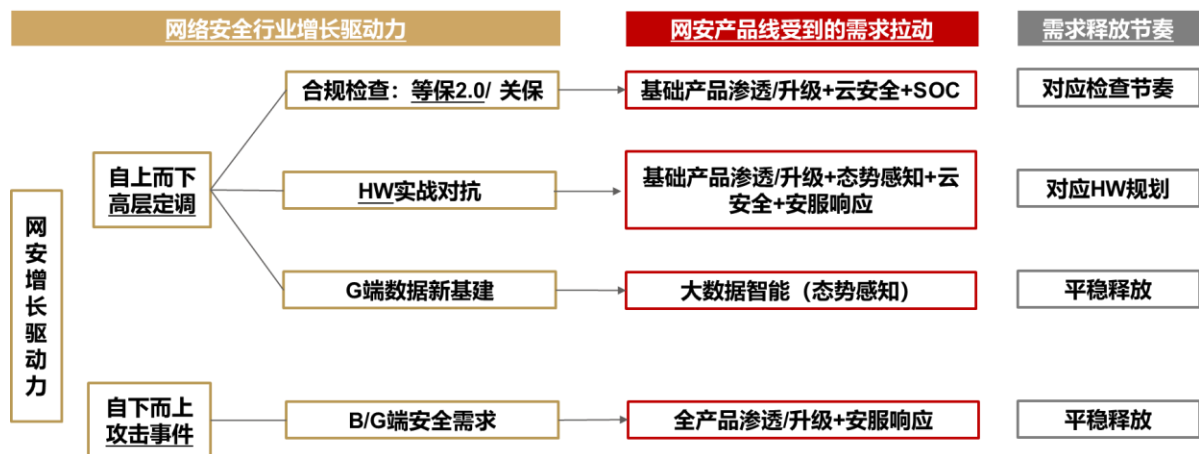 网络安全行业增长驱动力
网安产品线受到的需求拉动
需求释放节奏
合规检查：等保2.0/ 关保
基础产品渗透/升级+云安全+SOC
对应检查节奏
自上而下
高层定调
HW实战对抗
基础产品渗透/升级+态势感知+云
安全+安服响应
对应HW规划
网
安
增
长
驱
动
力
G端数据新基建
大数据智能（态势感知）
平稳释放
自下而上
攻击事件
B/G端安全需求
全产品渗透/升级+安服响应
平稳释放